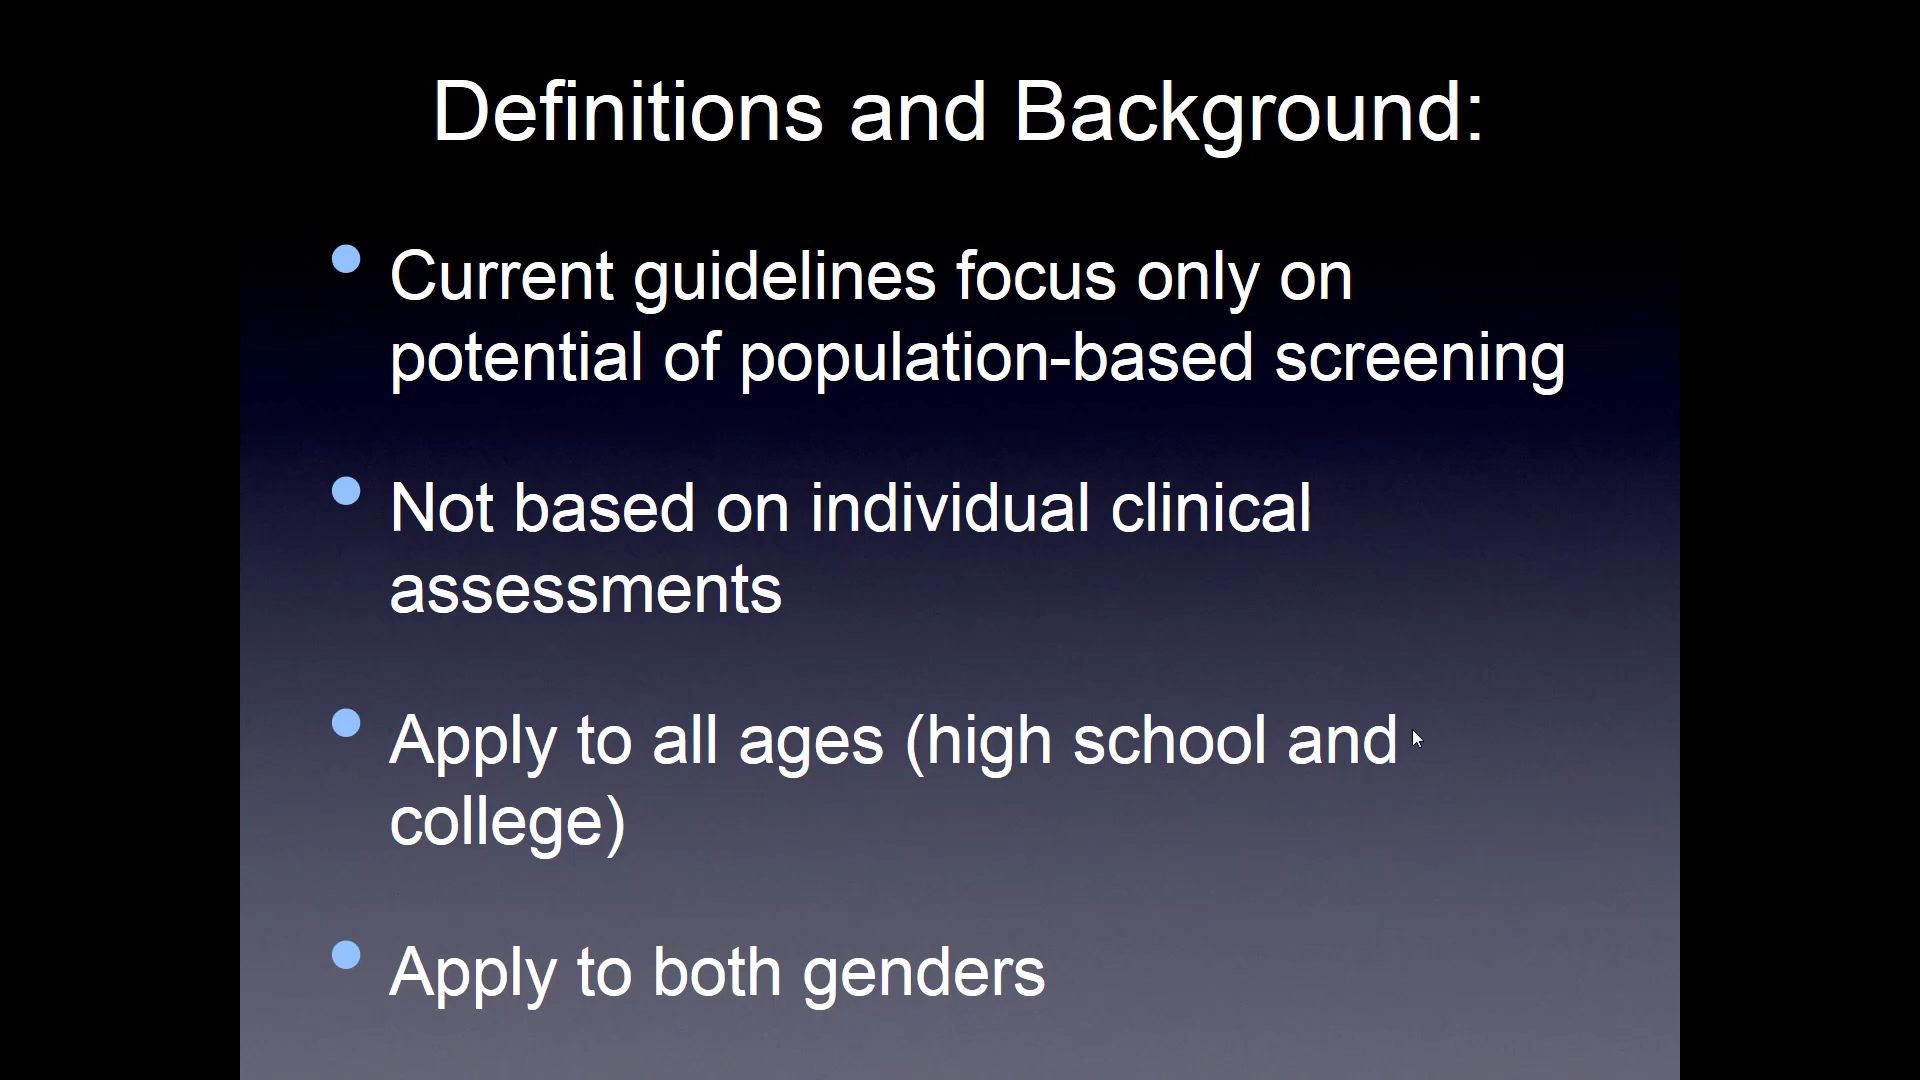 Definitions and Background:
Current guidelines focus only on
potential of population-based screening
Not based on individual clinical
assessments
Apply to all ages (high school and
college)
Apply to both genders